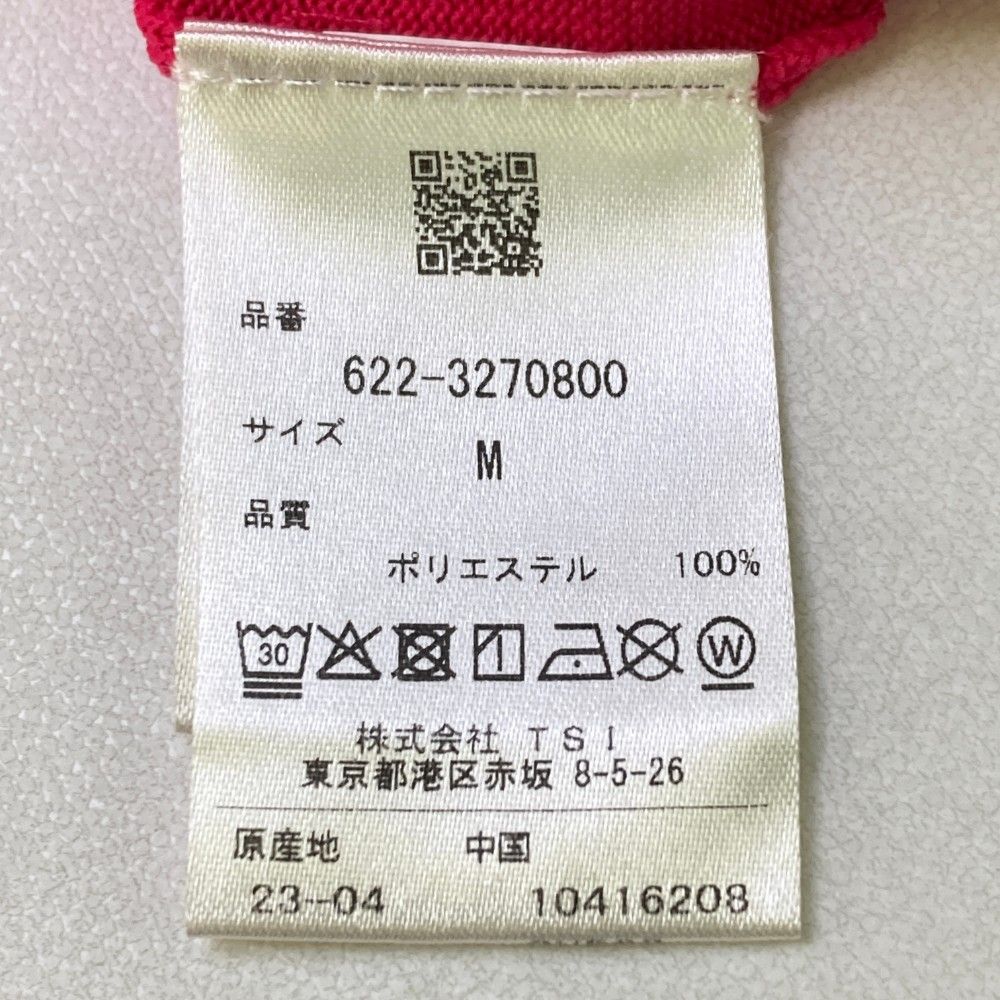 品番
622-3270800
サイズ
M
品質
ポリエステル 100%
30 W
株式会社 TSI
東京都港区赤坂 8-5-26
原産地 中国
23-04 10416208